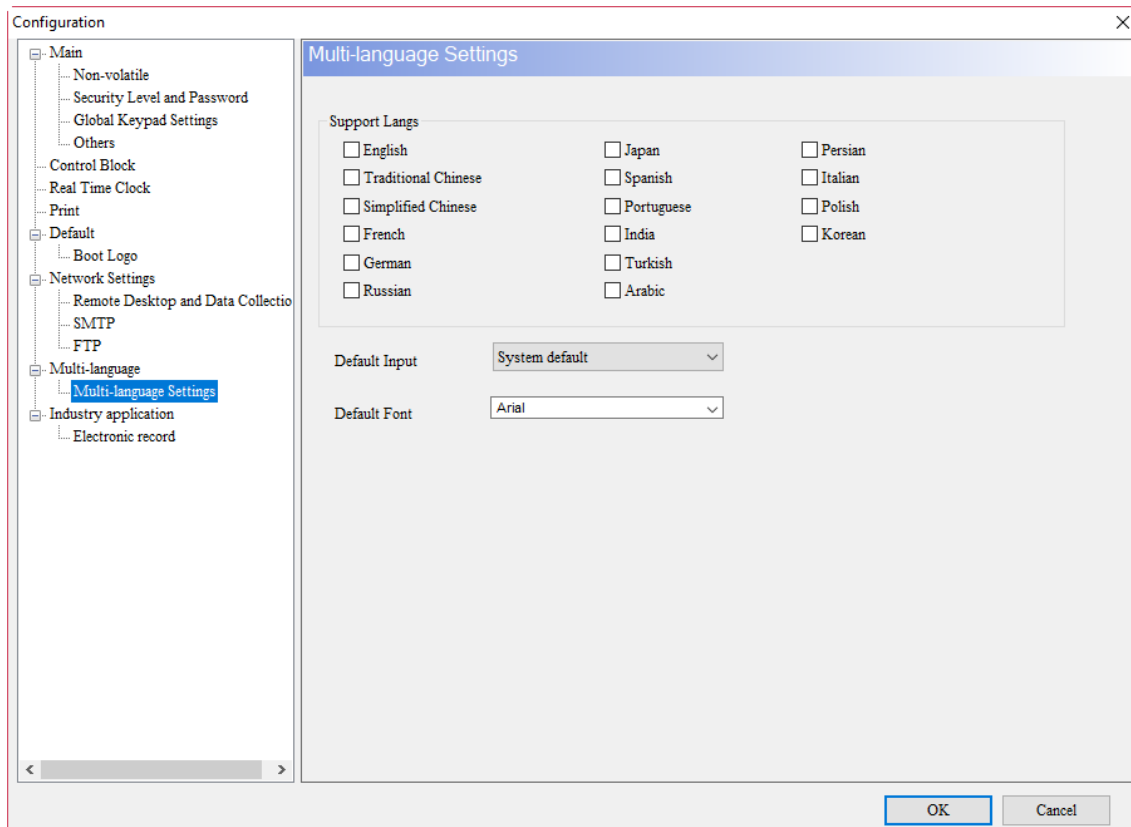 Configuration
Main
Non-volatile
Security Level and Password
Global Keypad Settings
Others
Control Block
Real Time Clock
Print
Default
Boot Logo
Network Settings
Remote Desktop and Data Collectio
SMTP
FTP
Multi-language
Multi-language Settings
Industry application
Electronic record
Multi-language Settings
Support Langs
English Japan Persian
Traditional Chinese Spanish Italian
Simplified Chinese Portuguese Polish
French India Korean
German Turkish
Russian Arabic
Default Input System default
Default Font Arial
OK Cancel